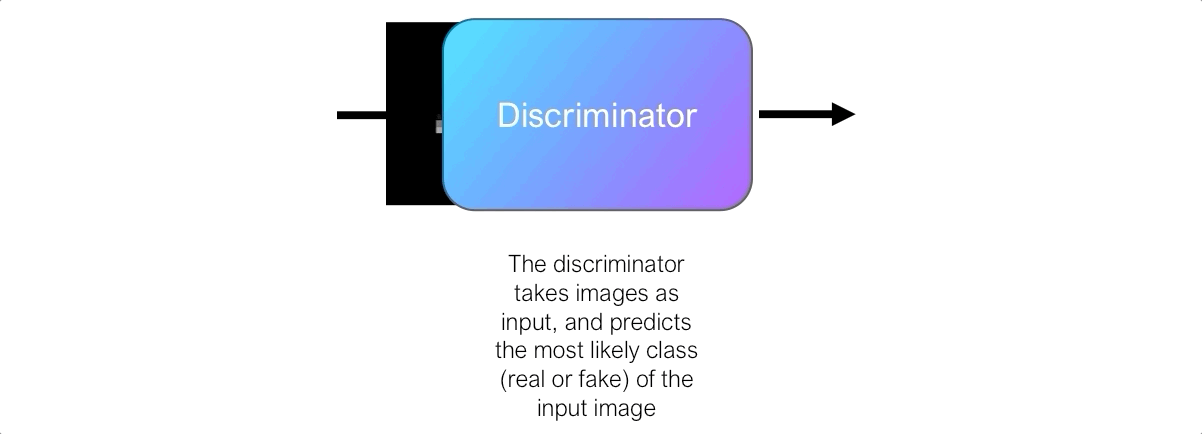 Discriminator
The discriminator
takes images as
input, and predicts
the most likely class
(real or fake) of the
input image